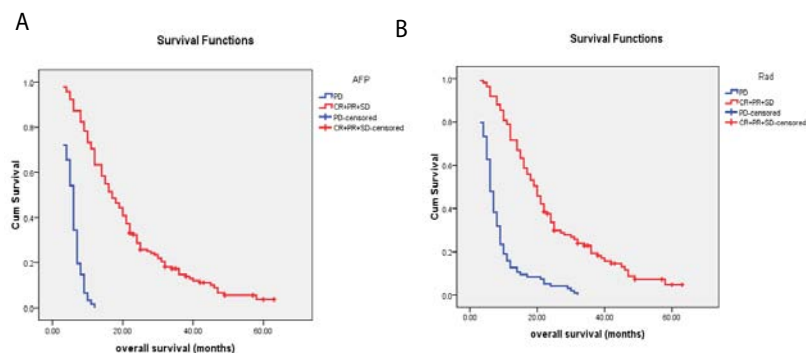 A
Survival Functions
AFP
PD
CR+PR+SD
PD-censored
CR+PR+SD-censored
Cum Survival
1.0
0.8
0.6
0.4
0.2
0.0
0.00
20.00
40.00
60.00
overall survival (months)
B
Survival Functions
Rad
PD
CR+PR+SD
PD-censored
CR+PR+SD-censored
Cum Survival
1.0
0.8
0.6
0.4
0.2
0.0
0.00
20.00
40.00
60.00
overall survival (months)